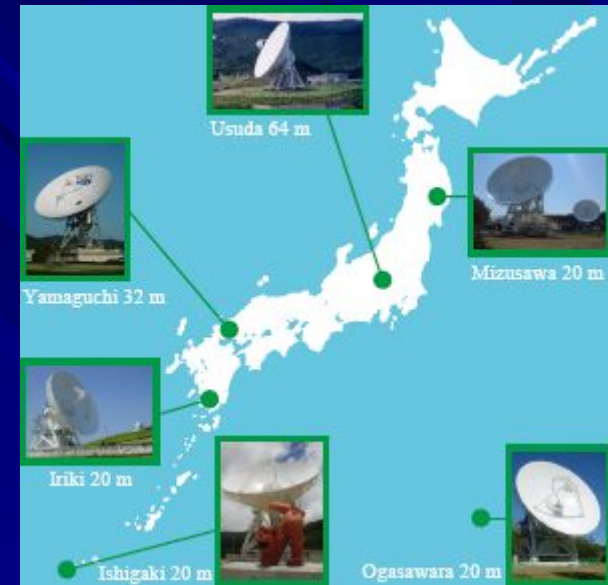 Usuda 64 m
Mizusawa 20 m
Yamaguchi 32 m
Iriki 20 m
Ishigaki 20 m
Ogasawara 20 m